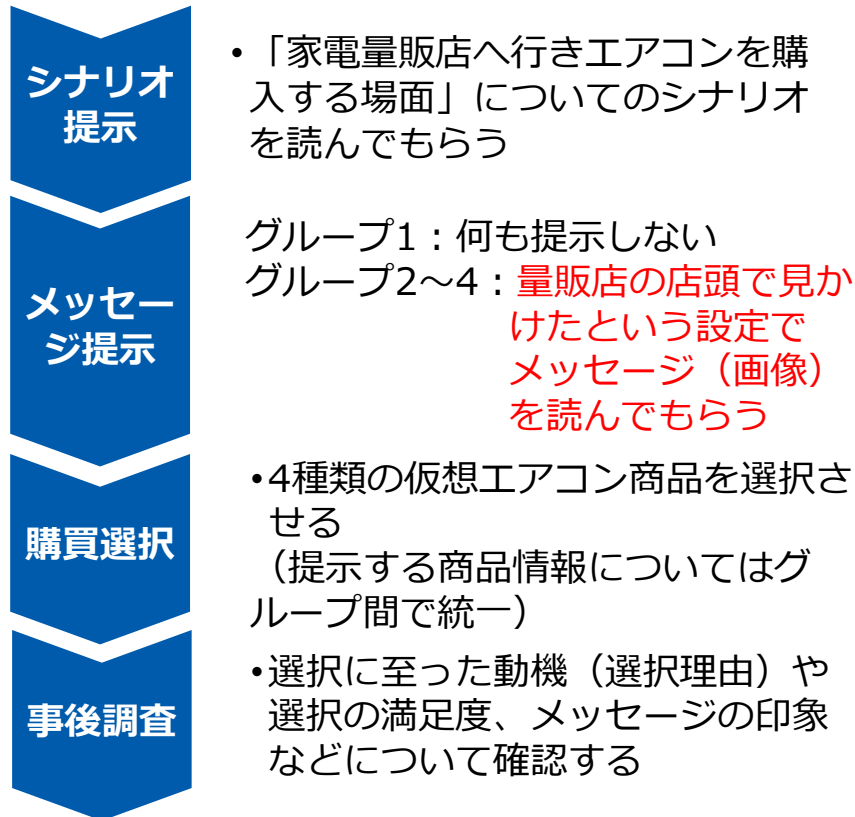 シナリオ
提示
•「家電量販店へ行きエアコンを購
入する場面」についてのシナリオ
を読んでもらう
メッセー
ジ提示
グループ1：何も提示しない
グループ2～4：量販店の店頭で見か
けたという設定で
メッセージ（画像）
を読んでもらう
購買選択
•4種類の仮想エアコン商品を選択さ
せる
（提示する商品情報についてはグ
ループ間で統一）
事後調査
•選択に至った動機（選択理由）や
選択の満足度、メッセージの印象
などについて確認する